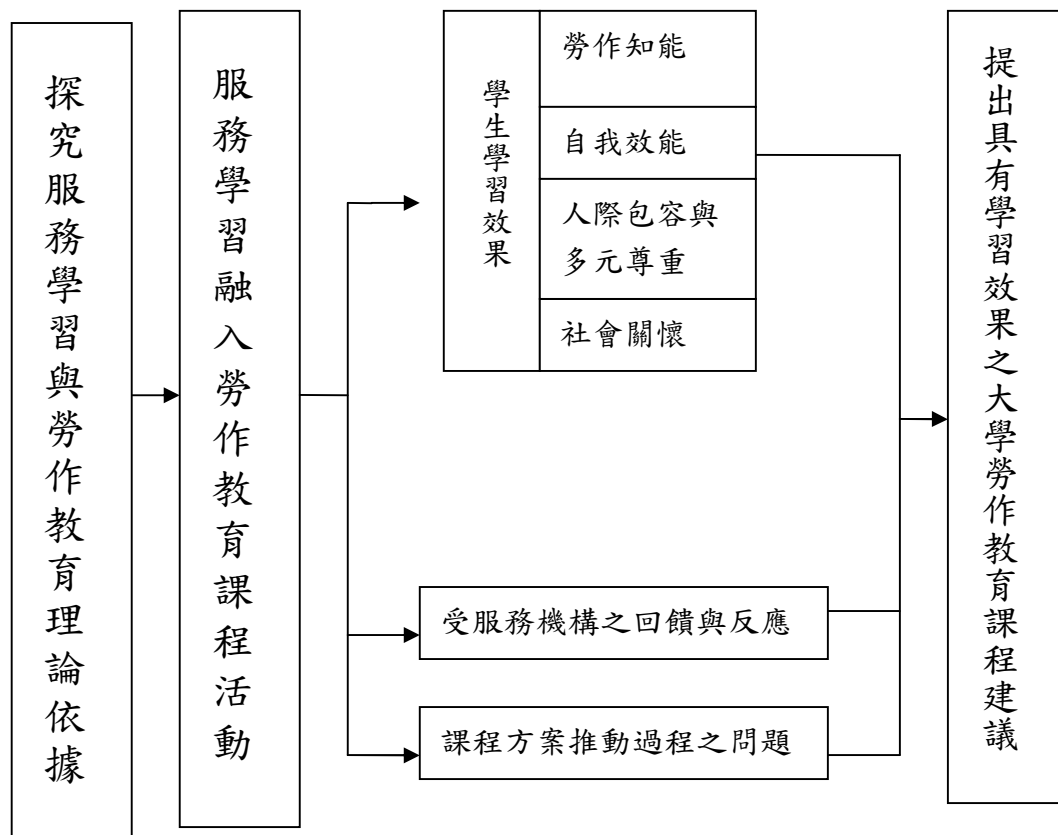 探究服務學習與勞作教育理論依據
服務學習融入勞作教育課程活動
學生學習效果
勞作知能
自我效能
人際包容與
多元尊重
社會關懷
受服務機構之回饋與反應
課程方案推動過程之問題
提出具有學習效果之大學勞作教育課程建議